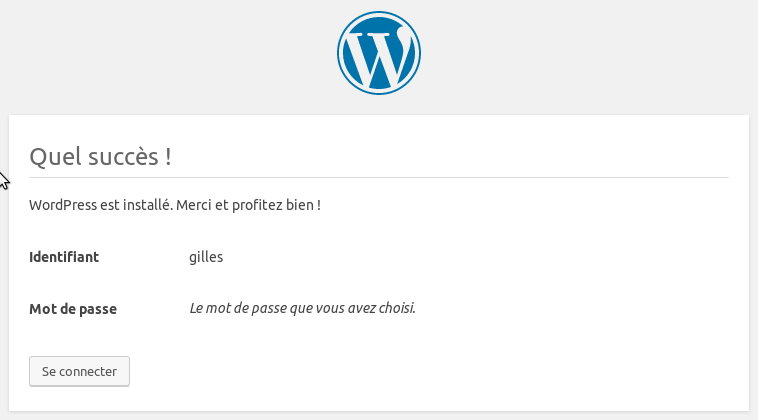 Quel succès !
WordPress est installé. Merci et profitez bien !
Identifiant gilles
Mot de passe Le mot de passe que vous avez choisi.
Se connecter